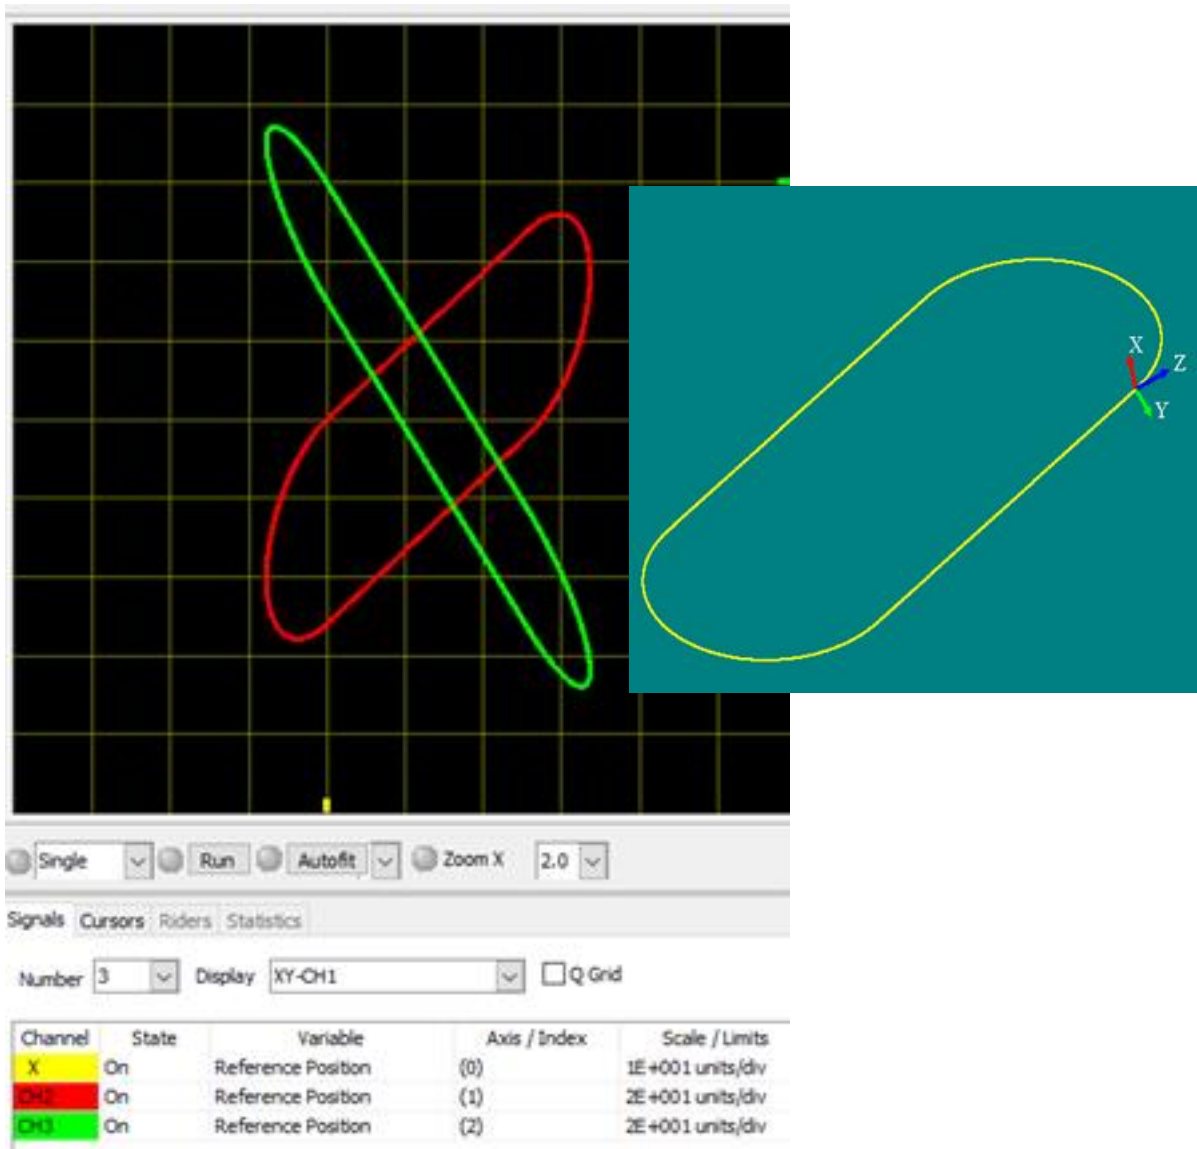 X
Z
Y
Single Run Autofit Zoom X 2.0
Signals Cursors Riders Statistics
Number 3 Display XY-CH1 Q Grid
Channel State Variable Axis / Index Scale / Limits
X On Reference Position (0) 1E+001 units/div
CH2 On Reference Position (1) 2E+001 units/div
CH3 On Reference Position (2) 2E+001 units/div